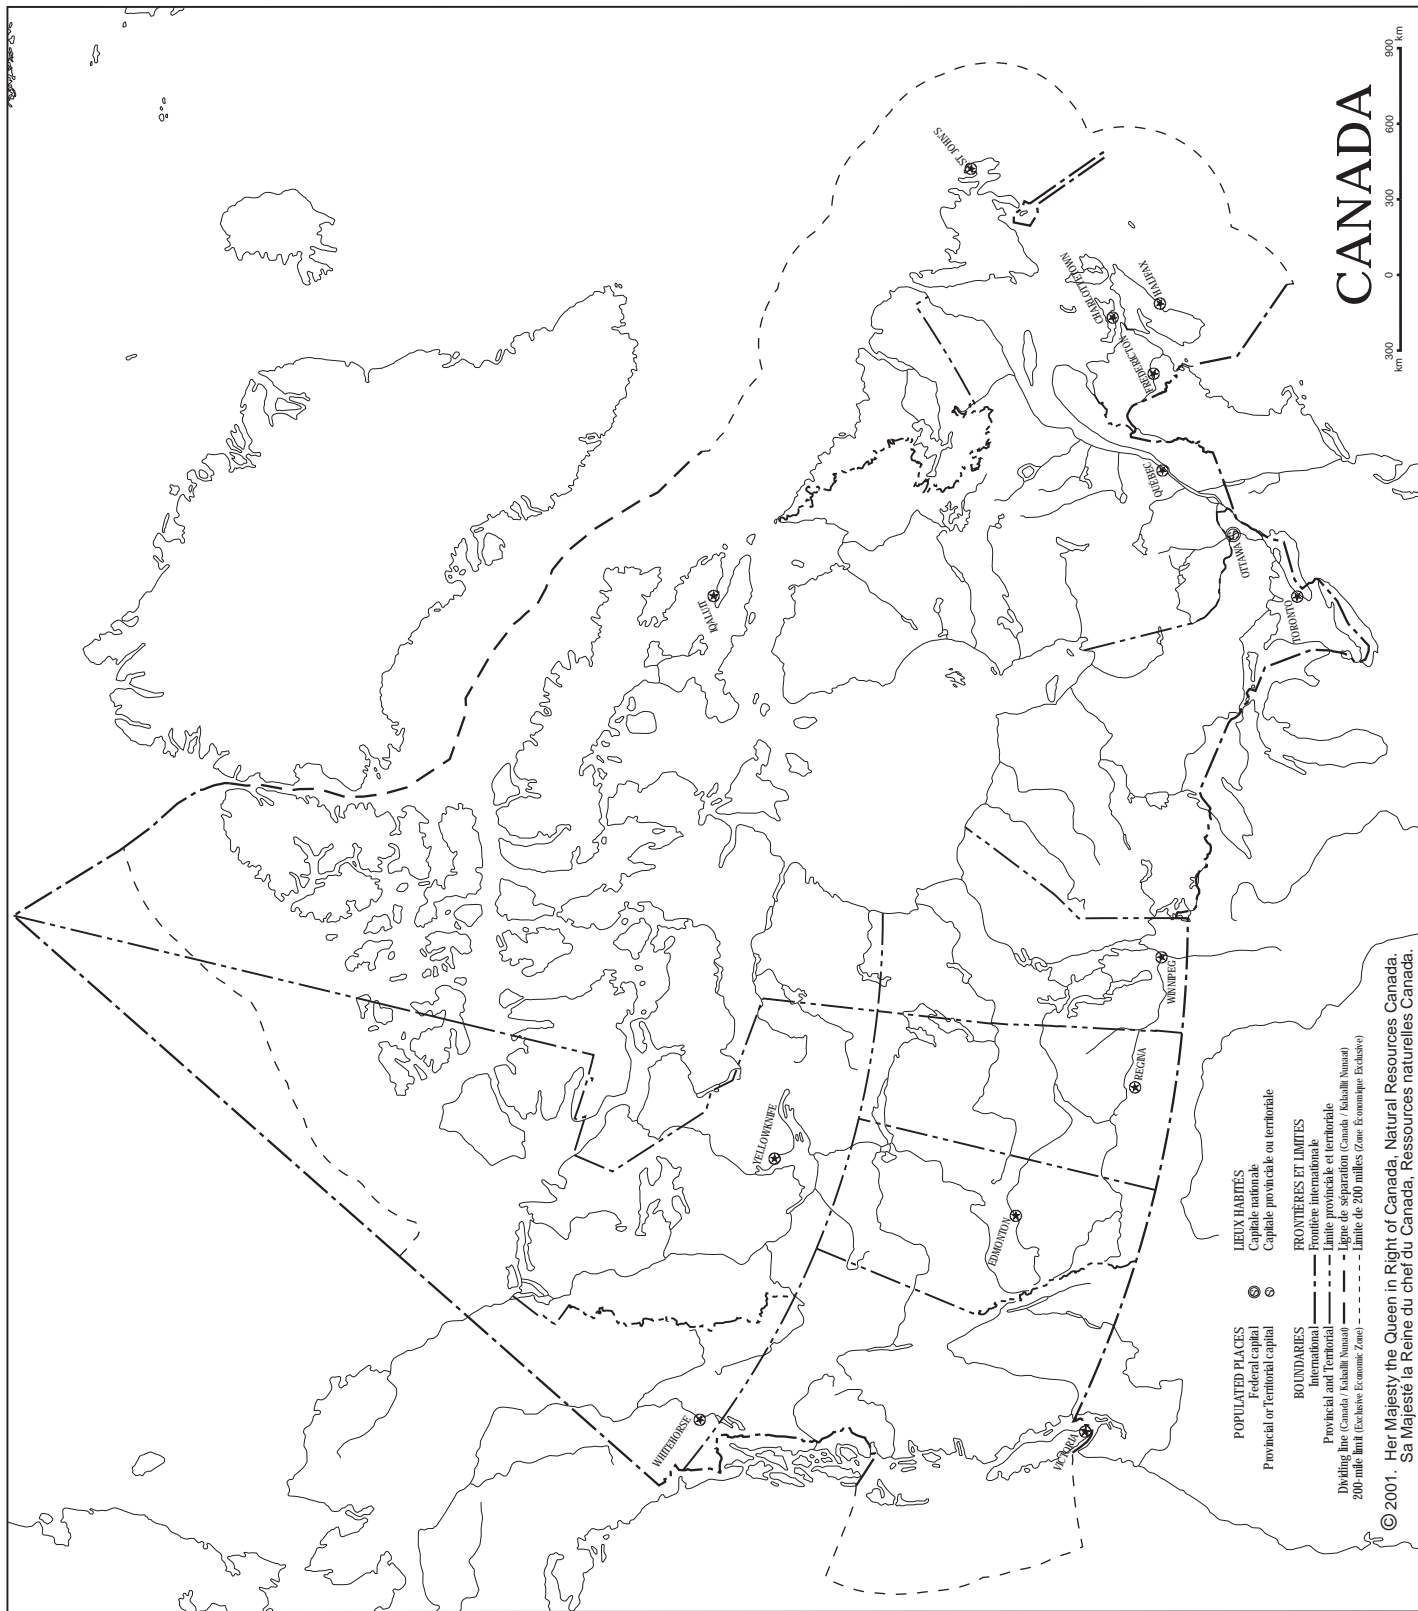 CANADA
km
300
0
300
600
900
km
ST JOHN'S
CHARLOTTETOWN
HALIFAX
FREDERICTON
QUÉBEC
OTTAWA
TORONTO
IQALUIT
WINNIPEG
REGINA
YELLOWKNIFE
EDMONTON
WHITEHORSE
VICTORIA
POPULATED PLACES
LIEUX HABITÉS
Federal capital
Capitale nationale
Provincial or Territorial capital
Capitale provinciale ou territoriale
BOUNDARIES
FRONTIÈRES ET LIMITES
International
Frontière internationale
Provincial and Territorial
Limite provinciale et territoriale
Dividing line (Canada / Kalaallit Nunaat)
Ligne de séparation (Canada / Kalaallit Nunaat)
200-mile limit (Exclusive Economic Zone)
Limite de 200 milles (Zone Économique Exclusive)
© 2001. Her Majesty the Queen in Right of Canada, Natural Resources Canada.
Sa Majesté la Reine du chef du Canada, Ressources naturelles Canada.